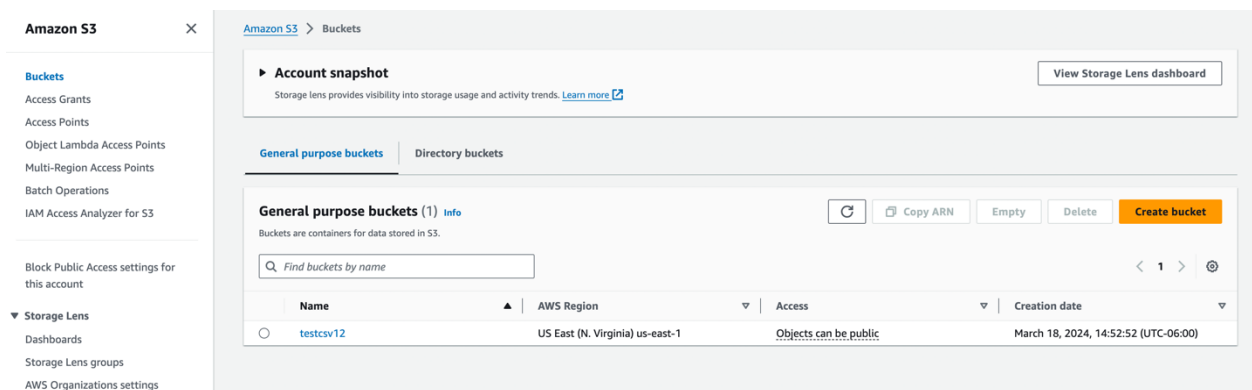 Amazon S3
Buckets
Access Grants
Access Points
Object Lambda Access Points
Multi-Region Access Points
Batch Operations
IAM Access Analyzer for S3
Block Public Access settings for
this account
Storage Lens
Dashboards
Storage Lens groups
AWS Organizations settings
Amazon S3 > Buckets
Account snapshot
View Storage Lens dashboard
Storage lens provides visibility into storage usage and activity trends. Learn more
General purpose buckets Directory buckets
General purpose buckets (1) Info
Copy ARN Empty Delete Create bucket
Buckets are containers for data stored in S3.
Find buckets by name
1
Name AWS Region Access Creation date
testcsv12 US East (N. Virginia) us-east-1 Objects can be public March 18, 2024, 14:52:52 (UTC-06:00)